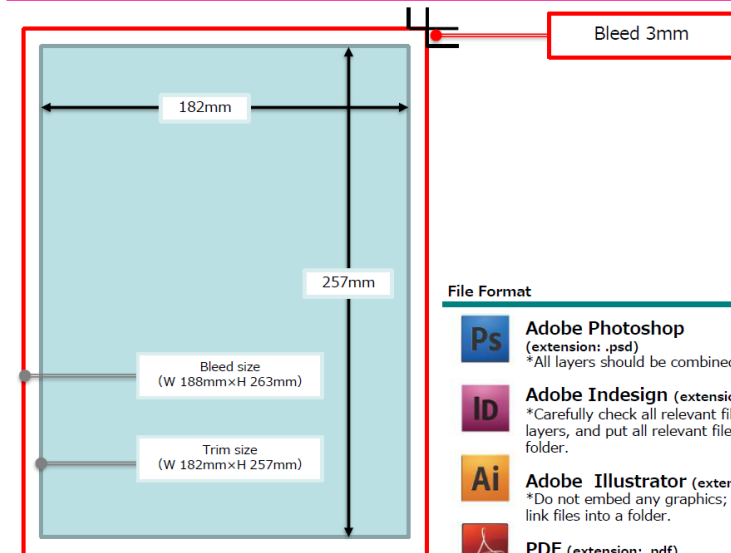 Bleed 3mm
182mm
257mm
Bleed size
(W 188mm×H 263mm)
Trim size
(W 182mm×H 257mm)
File Format
Ps
Adobe Photoshop
(extension: .psd)
*All layers should be combined
ID
Adobe Indesign
*Carefully check all relevant
layers, and put all relevant
folder.
Ai
Adobe Illustrator
*Do not embed any graphics;
link files into a folder.
PDF (extension: .pdf)